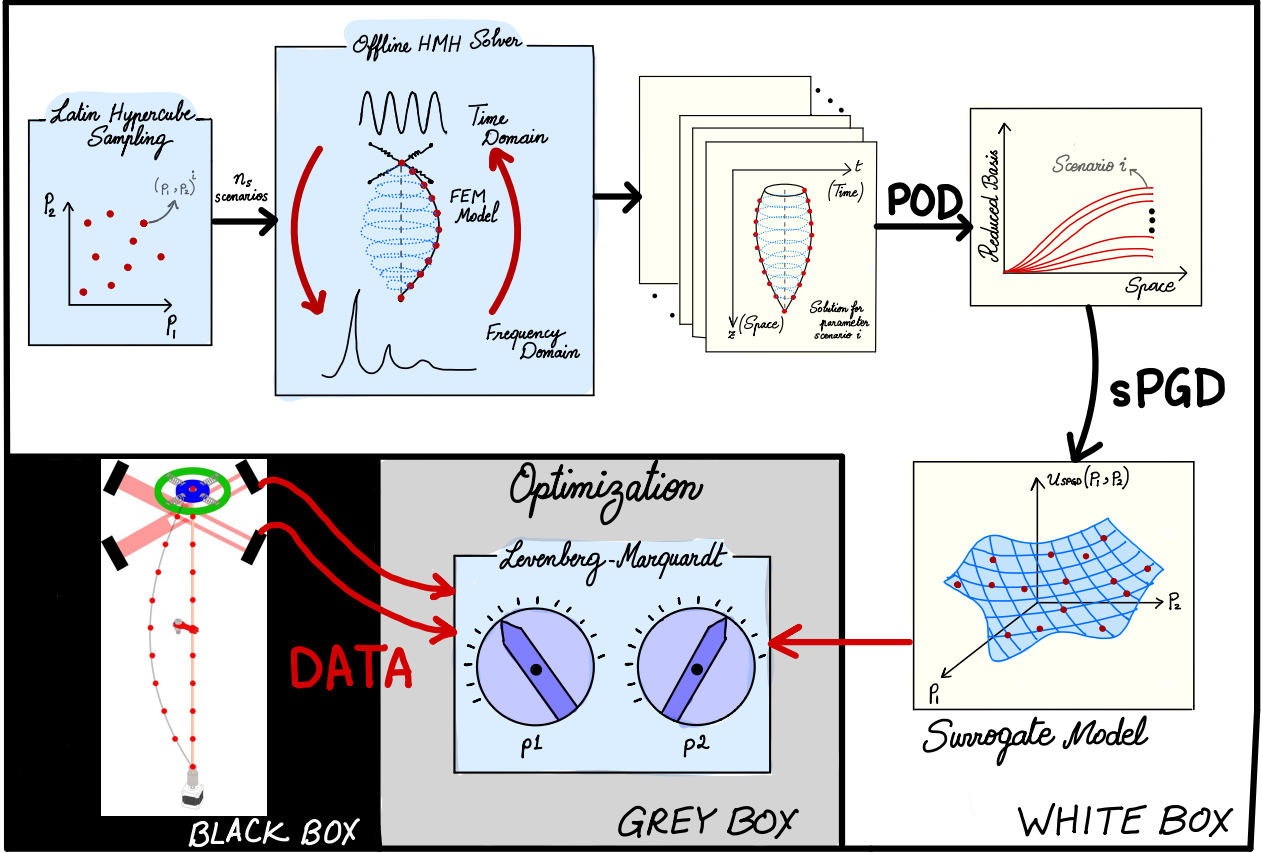 Offline HMH Solver
Latin Hypercube
Sampling
(P₁, P₂)ⁱ
P₂
P₁
nₛ
scenarios
Time
Domain
FEM
Model
Frequency
Domain
t
(Time)
z (Space)
Solution for
parameter
scenario i
POD
Reduced Basis
Scenario i
Space
sPGD
u_sPGD(P₁, P₂)
P₂
P₁
Surrogate Model
WHITE BOX
Optimization
Levenberg-Marquardt
p1
p2
GREY BOX
DATA
BLACK BOX